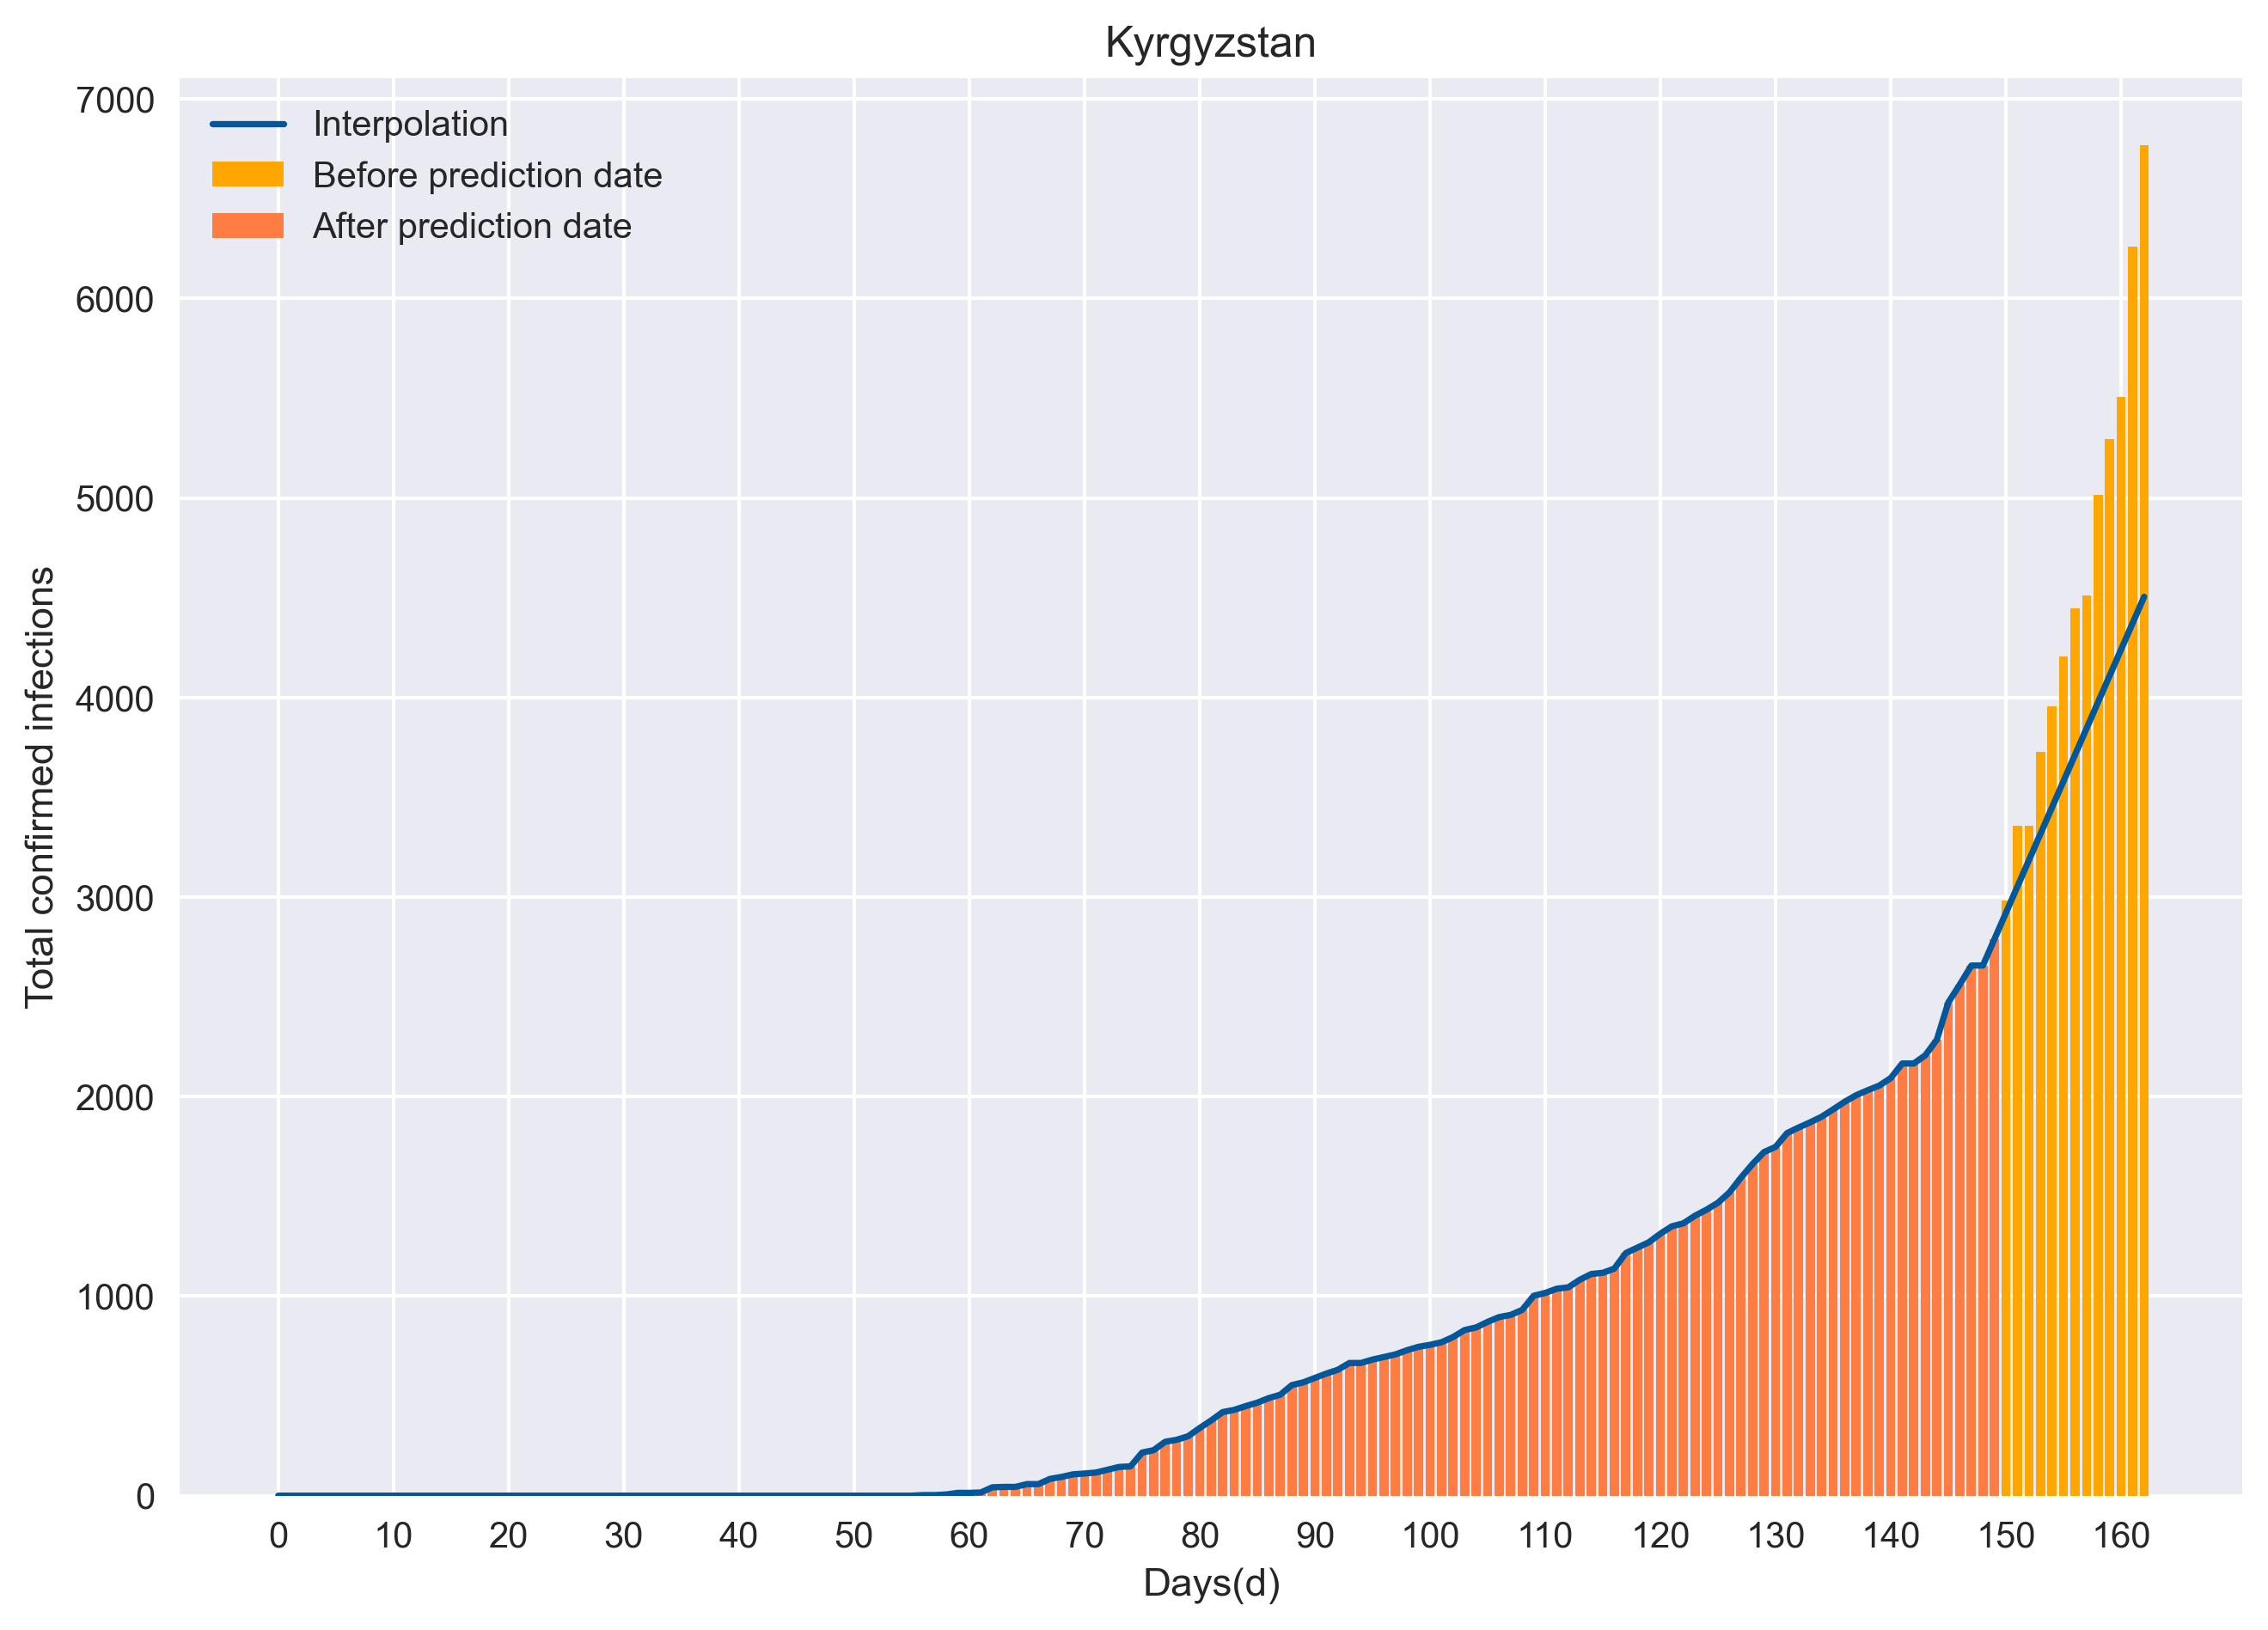 Kyrgyzstan
7000
6000
5000
4000
3000
2000
1000
0
Total confirmed infections
Interpolation
Before prediction date
After prediction date
0 10 20 30 40 50 60 70 80 90 100 110 120 130 140 150 160
Days(d)